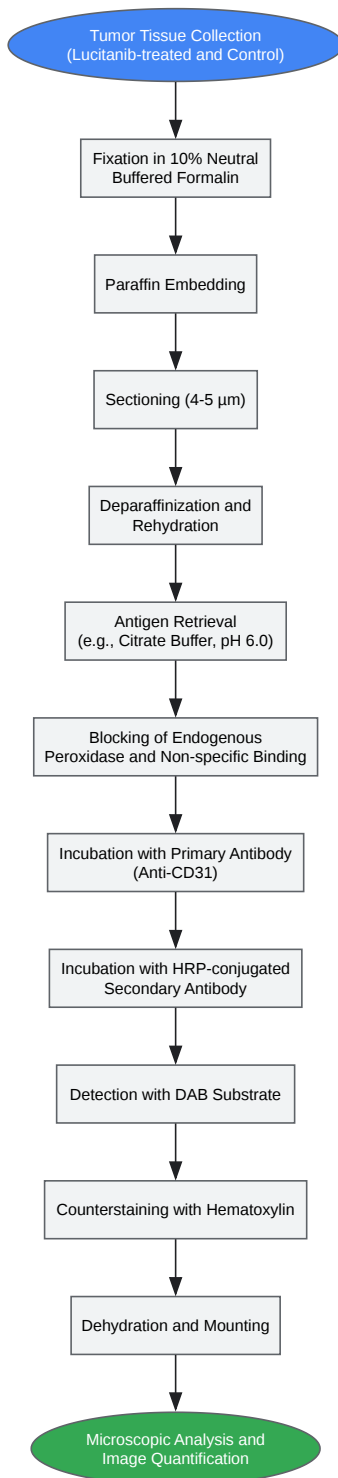 Tumor Tissue Collection
(Lucitanib-treated and Control)
Fixation in 10% Neutral
Buffered Formalin
Paraffin Embedding
Sectioning (4-5 µm)
Deparaffinization and
Rehydration
Antigen Retrieval
(e.g., Citrate Buffer, pH 6.0)
Blocking of Endogenous
Peroxidase and Non-specific Binding
Incubation with Primary Antibody
(Anti-CD31)
Incubation with HRP-conjugated
Secondary Antibody
Detection with DAB Substrate
Counterstaining with Hematoxylin
Dehydration and Mounting
Microscopic Analysis and
Image Quantification